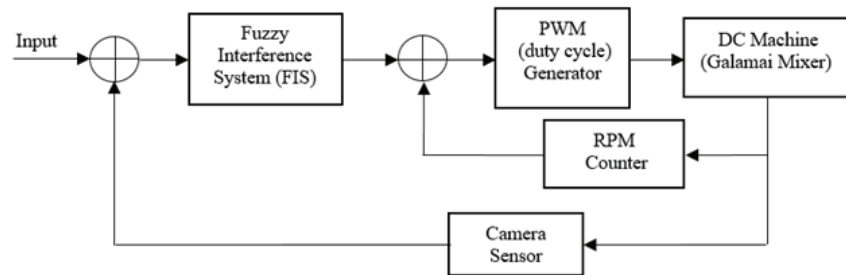 Input
Fuzzy
Interference
System (FIS)
PWM
(duty cycle)
Generator
DC Machine
(Galamai Mixer)
RPM
Counter
Camera
Sensor